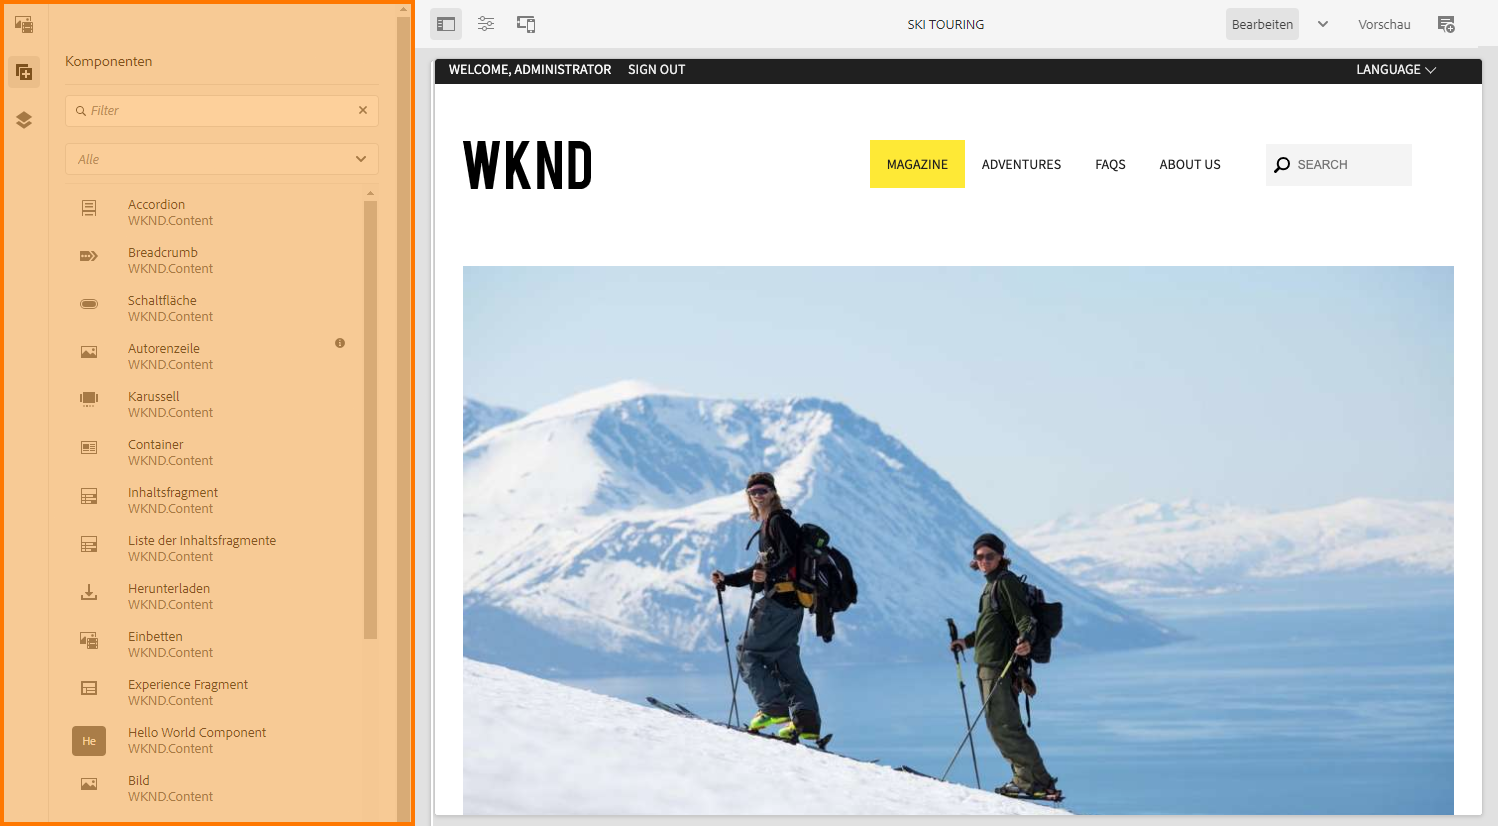 Komponenten
Filter
Alle
Accordion
WKND.Content
Breadcrumb
WKND.Content
Schaltfläche
WKND.Content
Autorenzeile
WKND.Content
Karussell
WKND.Content
Container
WKND.Content
Inhaltsfragment
WKND.Content
Liste der Inhaltsfragmente
WKND.Content
Herunterladen
WKND.Content
Einbetten
WKND.Content
Experience Fragment
WKND.Content
He
Hello World Component
WKND.Content
Bild
WKND.Content
SKI TOURING
Bearbeiten
Vorschau
WELCOME, ADMINISTRATOR SIGN OUT
LANGUAGE
WKND
MAGAZINE ADVENTURES FAQS ABOUT US
SEARCH